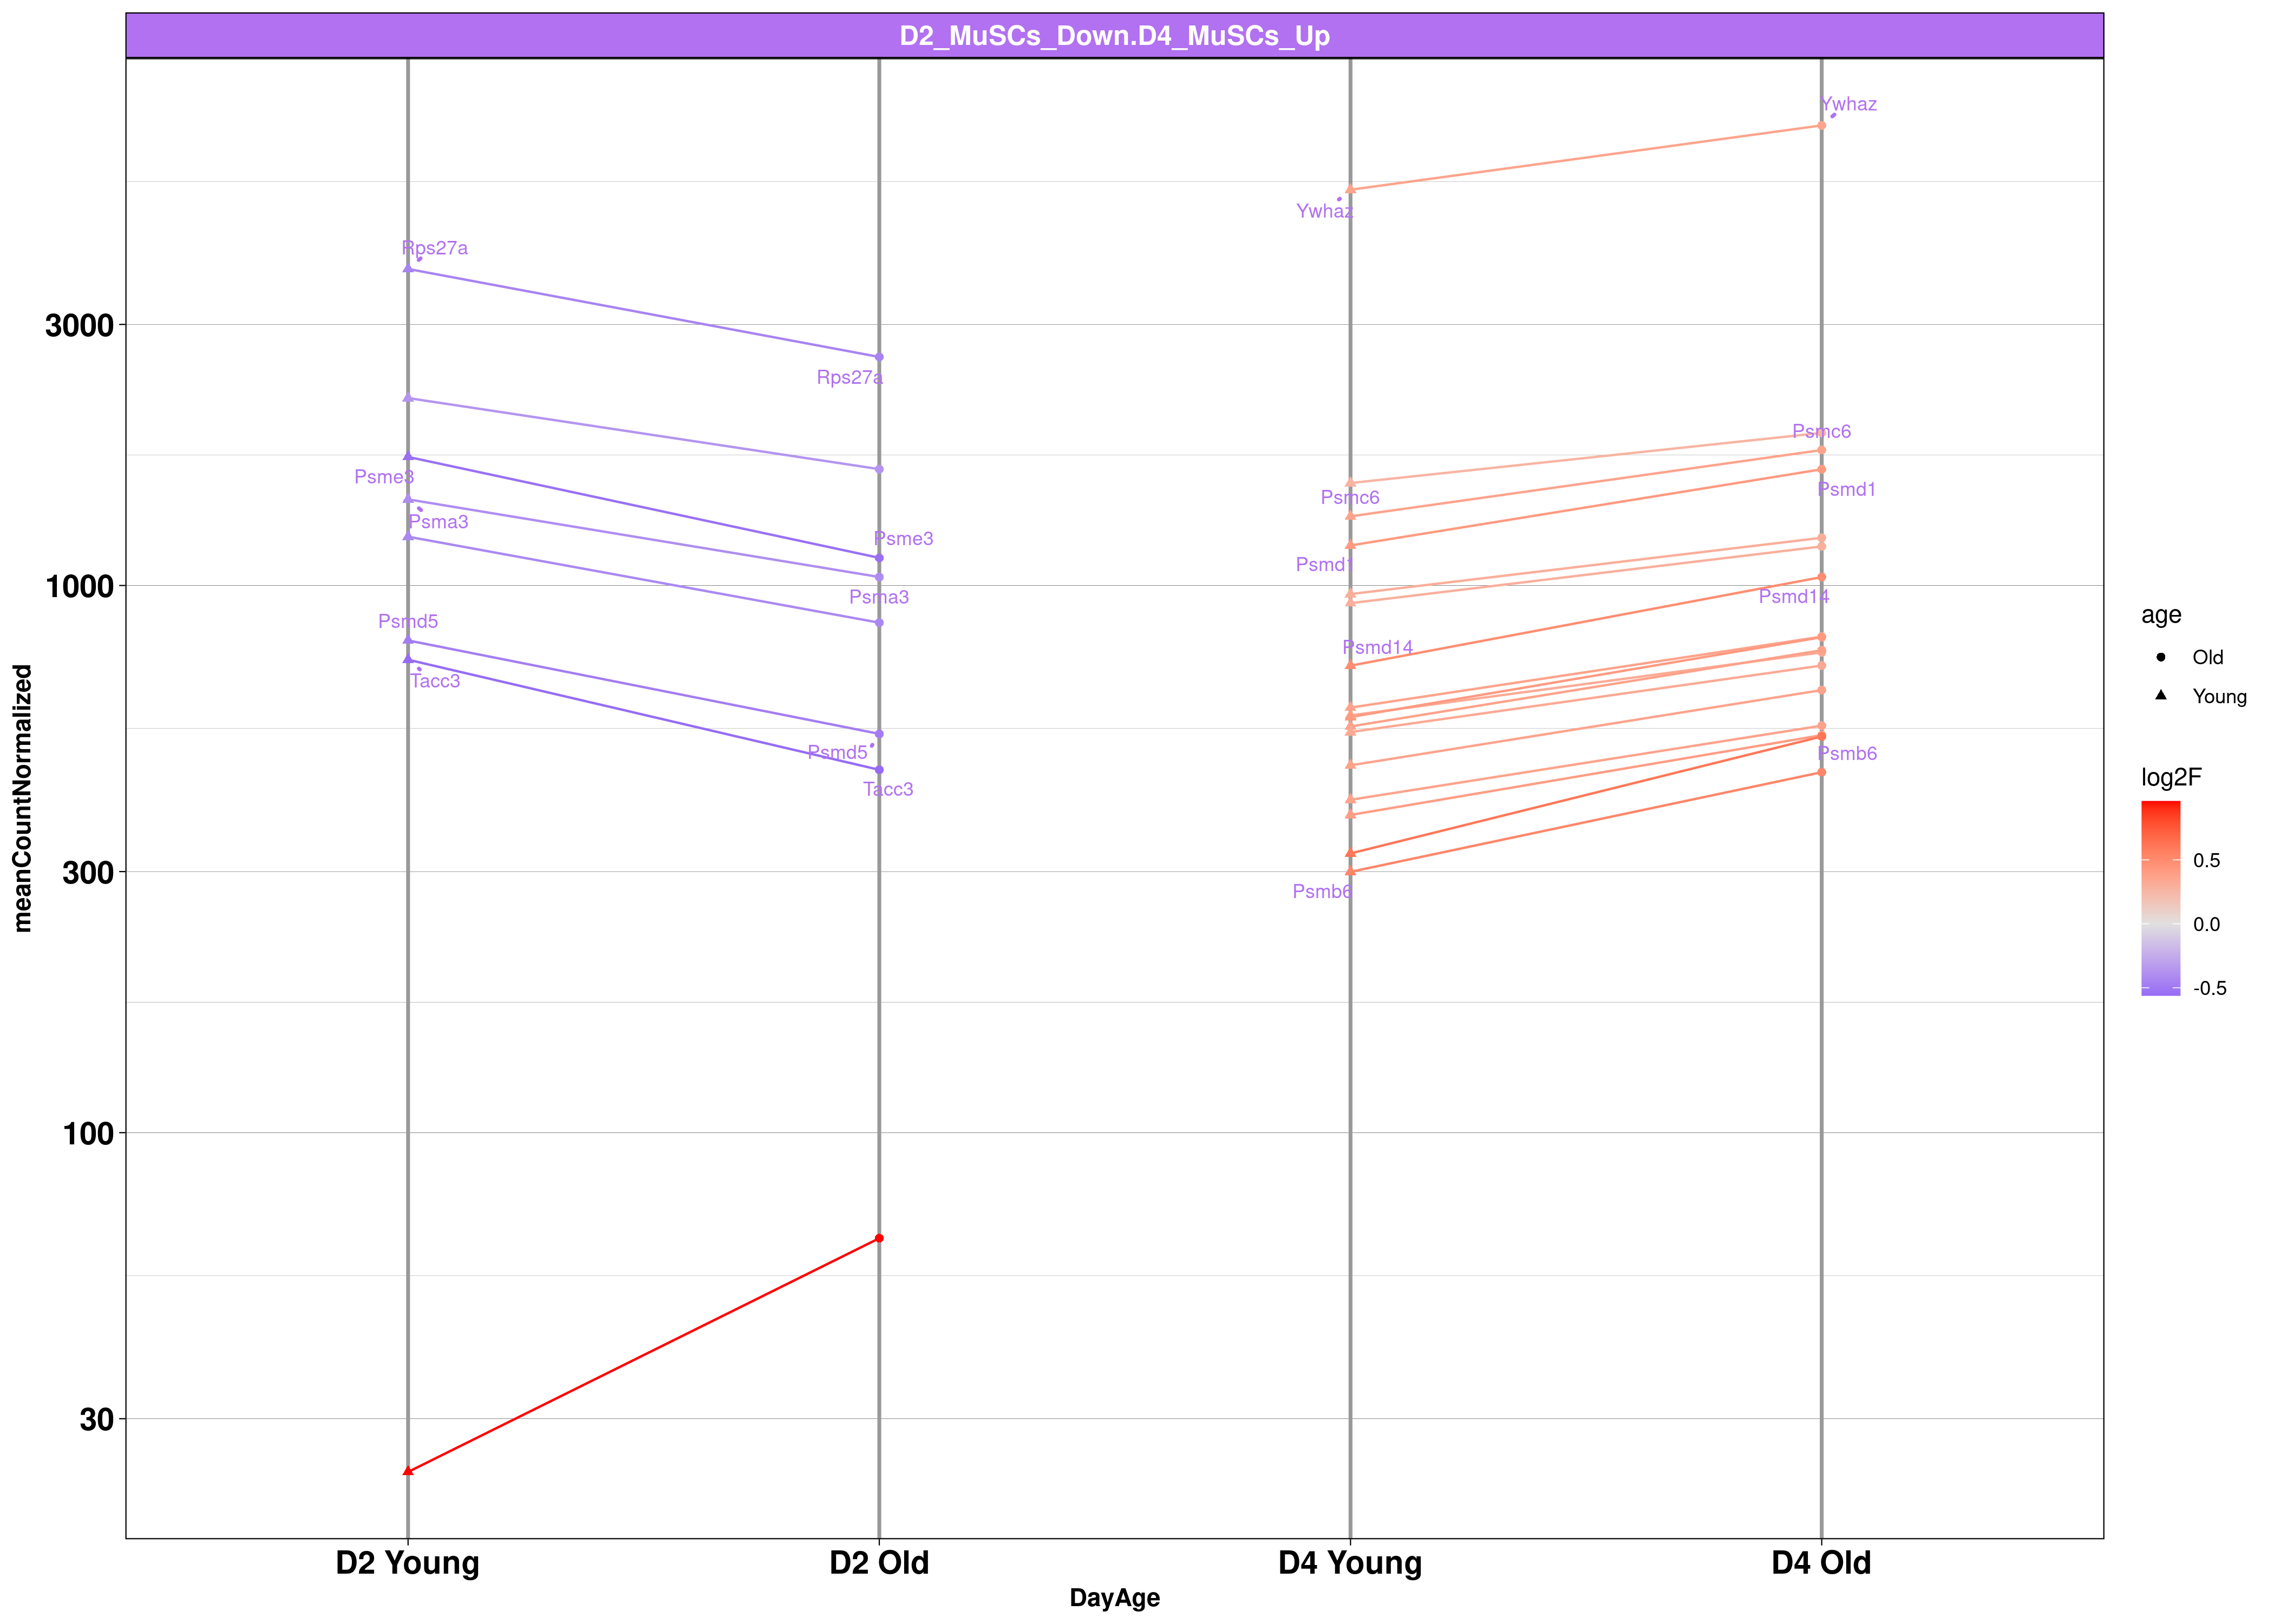 D2_MuSCs_Down.D4_MuSCs_Up
Ywhaz
Ywhaz
Rps27a
3000
Rps27a
Psmc6
Psme3
Psmd1
Psmc6
Psma3
Psme3
Psmd1
1000
Psma3
Psmd14
Psmd5
Psmd14
Tacc3
Psmd5
Psmb6
Tacc3
300
Psmb6
100
30
meanCountNormalized
D2 Young
D2 Old
D4 Young
D4 Old
DayAge
age
Old
Young
log2F
0.5
0.0
-0.5